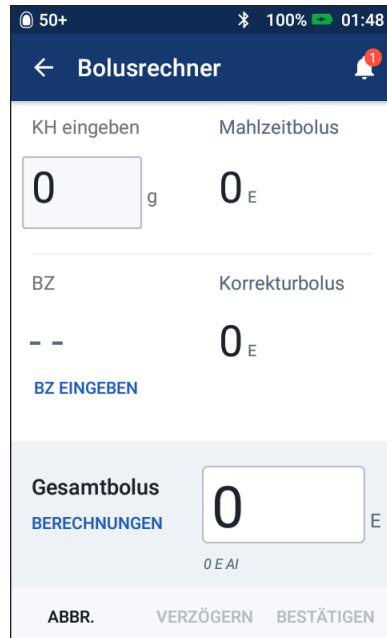 50+ 100% 01:48
Bolusrechner 1
KH eingeben Mahlzeitbolus
0 g 0 E
BZ Korrekturbolus
- - 0 E
BZ EINGEBEN
Gesamtbolus
BERECHNUNGEN 0 E
0 E AI
ABBR. VERZÖGERN BESTÄTIGEN